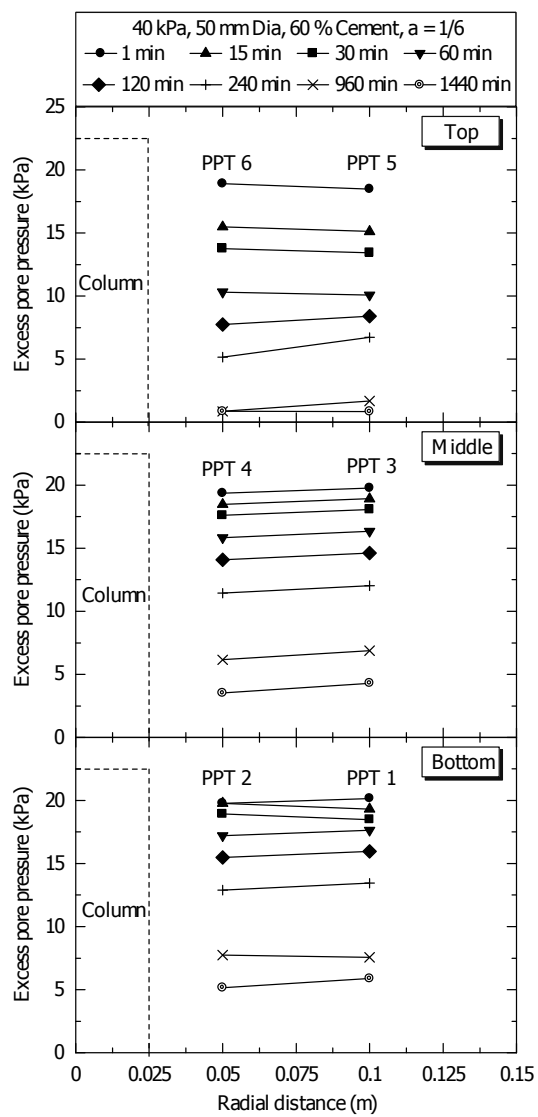 40 kPa, 50 mm Dia, 60 % Cement, a = 1/6
1 min 15 min 30 min 60 min
120 min 240 min 960 min 1440 min
25
20
15
10
5
0
Excess pore pressure (kPa)
Top
PPT 6 PPT 5
Column
20
15
10
5
0
Excess pore pressure (kPa)
Middle
PPT 4 PPT 3
Column
20
15
10
5
0
Excess pore pressure (kPa)
Bottom
PPT 2 PPT 1
Column
0 0.025 0.05 0.075 0.1 0.125 0.15
Radial distance (m)